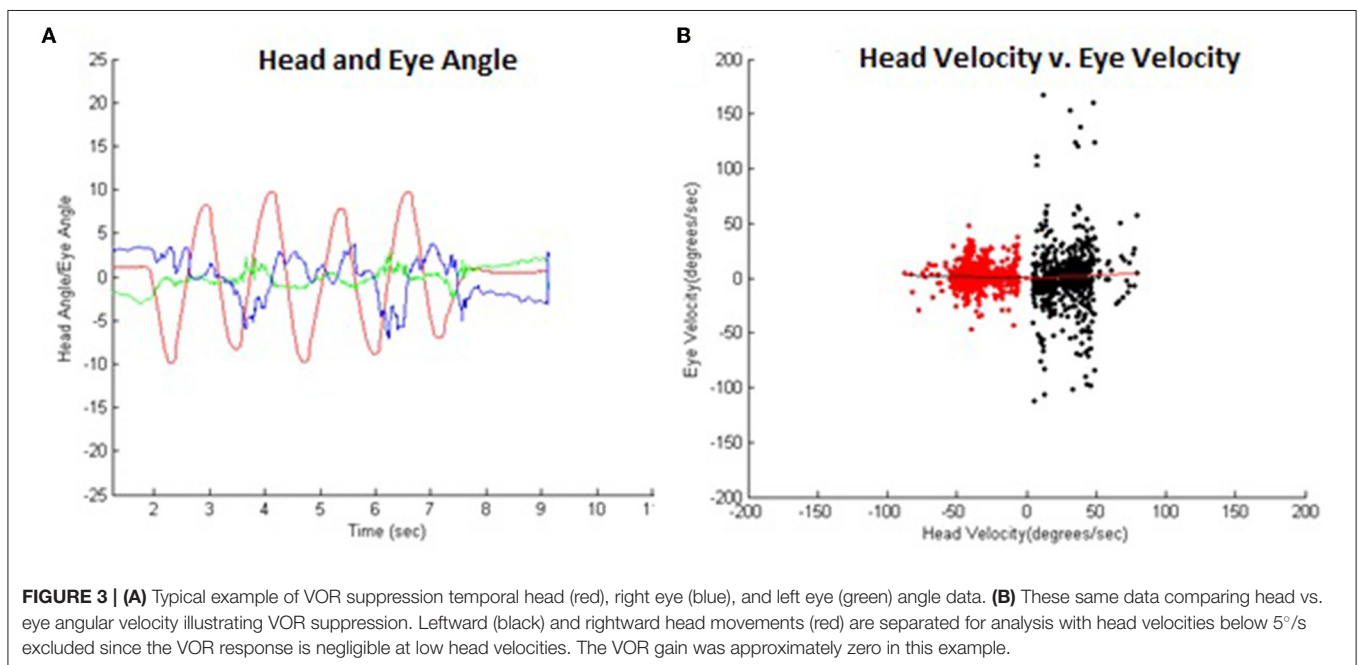 A
Head and Eye Angle
25
20
15
10
5
0
-5
-10
-15
-20
-25
Head Angle/Eye Angle
2 3 4 5 6 7 8 9 10 1
Time (sec)
B
Head Velocity v. Eye Velocity
200
150
100
50
0
-50
-100
-150
-200
Eye Velocity(degrees/sec)
-200 -150 -100 -50 0 50 100 150 200
Head Velocity(degrees/sec)
FIGURE 3 | (A) Typical example of VOR suppression temporal head (red), right eye (blue), and left eye (green) angle data. (B) These same data comparing head vs.
eye angular velocity illustrating VOR suppression. Leftward (black) and rightward head movements (red) are separated for analysis with head velocities below 5°/s
excluded since the VOR response is negligible at low head velocities. The VOR gain was approximately zero in this example.